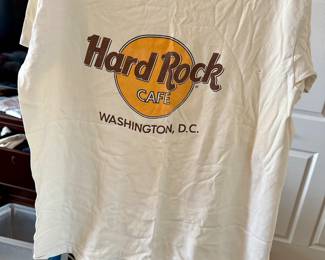 Hard Rock
CAFE
WASHINGTON, D.C.